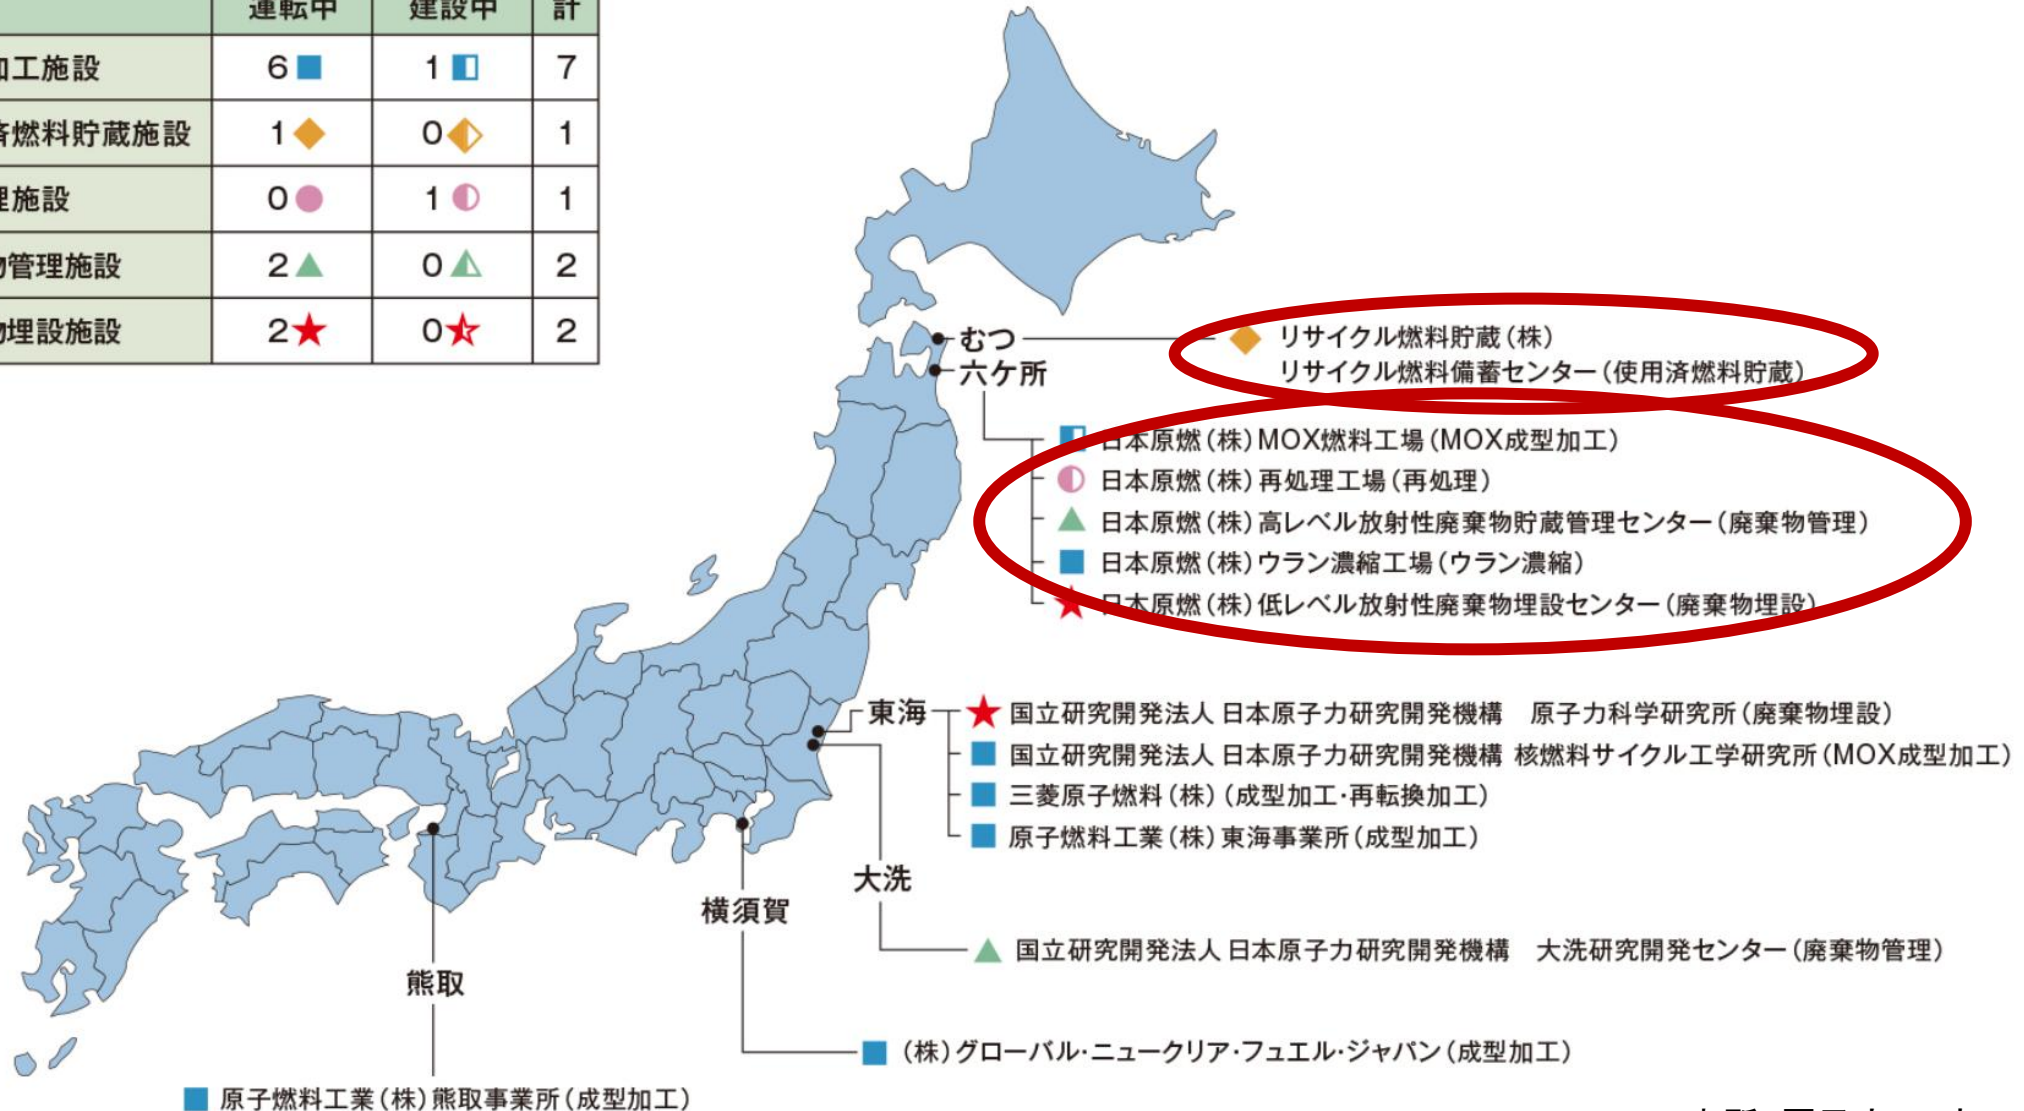 運転中 建設中 計
加工施設 6 1 7
済燃料貯蔵施設 1 0 1
理施設 0 1 1
物管理施設 2 0 2
物埋設施設 2 0 2
むつ
リサイクル燃料貯蔵(株)
リサイクル燃料備蓄センター(使用済燃料貯蔵)
六ケ所
日本原燃(株)MOX燃料工場(MOX成型加工)
日本原燃(株)再処理工場(再処理)
日本原燃(株)高レベル放射性廃棄物貯蔵管理センター(廃棄物管理)
日本原燃(株)ウラン濃縮工場(ウラン濃縮)
日本原燃(株)低レベル放射性廃棄物埋設センター(廃棄物埋設)
東海
国立研究開発法人 日本原子力研究開発機構 原子力科学研究所(廃棄物埋設)
国立研究開発法人 日本原子力研究開発機構 核燃料サイクル工学研究所(MOX成型加工)
三菱原子燃料(株)(成型加工・再転換加工)
原子燃料工業(株)東海事業所(成型加工)
大洗
国立研究開発法人 日本原子力研究開発機構 大洗研究開発センター(廃棄物管理)
横須賀
(株)グローバル・ニュークリア・フュエル・ジャパン(成型加工)
熊取
原子燃料工業(株)熊取事業所(成型加工)